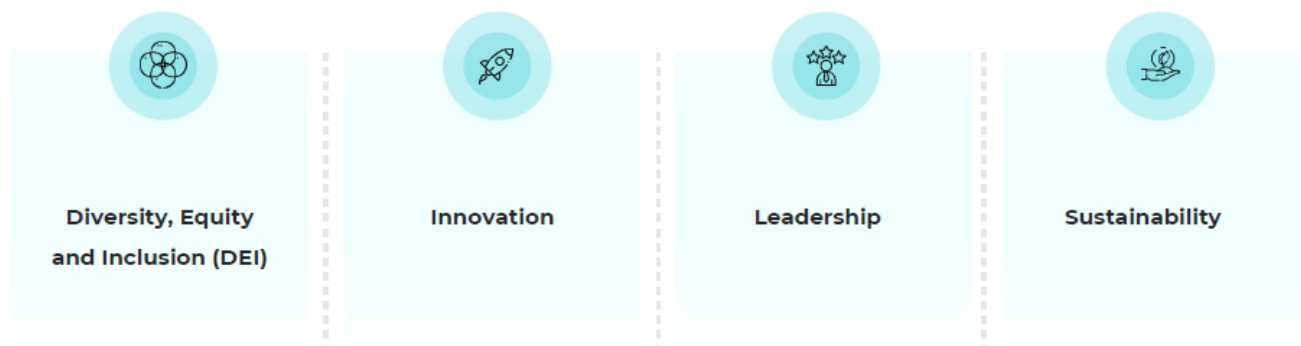 Diversity, Equity
and Inclusion (DEI)
Innovation
Leadership
Sustainability